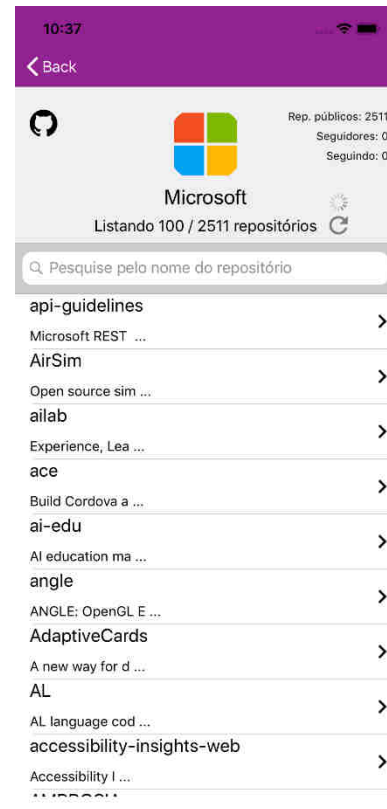 10:37
Back
Rep. públicos: 2511
Seguidores: 0
Seguindo: 0
Microsoft
Listando 100 / 2511 repositórios
Pesquise pelo nome do repositório
api-guidelines
Microsoft REST ...
AirSim
Open source sim ...
ailab
Experience, Lea ...
ace
Build Cordova a ...
ai-edu
AI education ma ...
angle
ANGLE: OpenGL E ...
AdaptiveCards
A new way for d ...
AL
AL language cod ...
accessibility-insights-web
Accessibility I ...